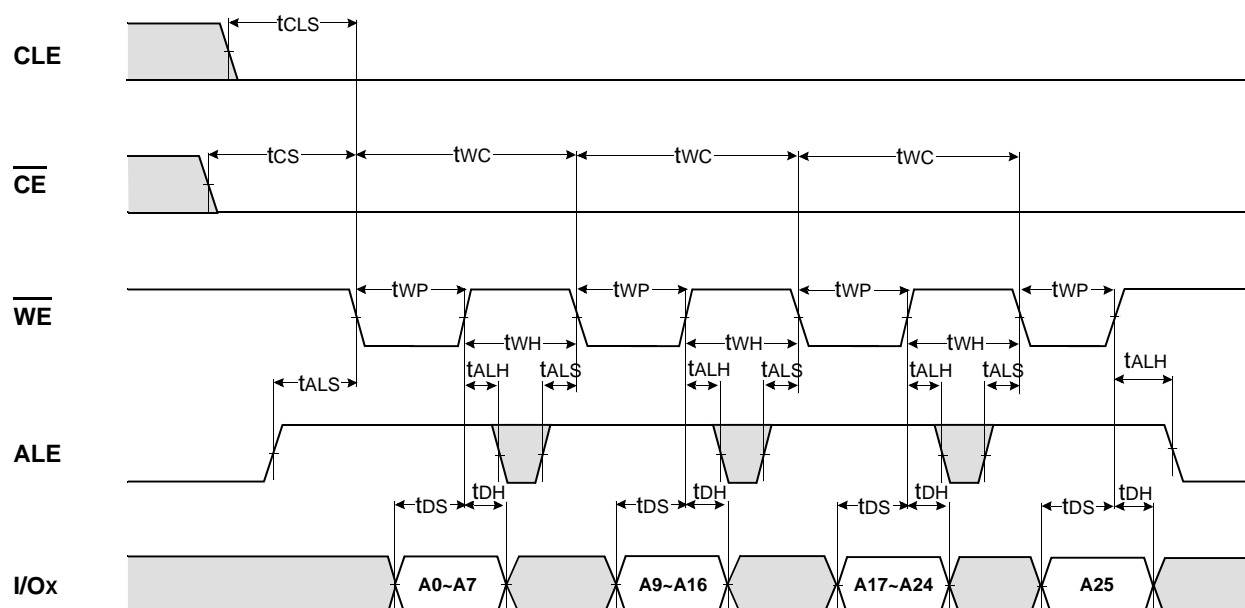 tCLS
CLE
tCS tWC tWC tWC
CE
tWP tWP tWP tWP
WE
tWH tWH tWH
tALS tALH tALS tALH tALS tALH tALS tALH
ALE
tDS tDH tDS tDH tDS tDH tDS tDH
I/Ox A0~A7 A9~A16 A17~A24 A25